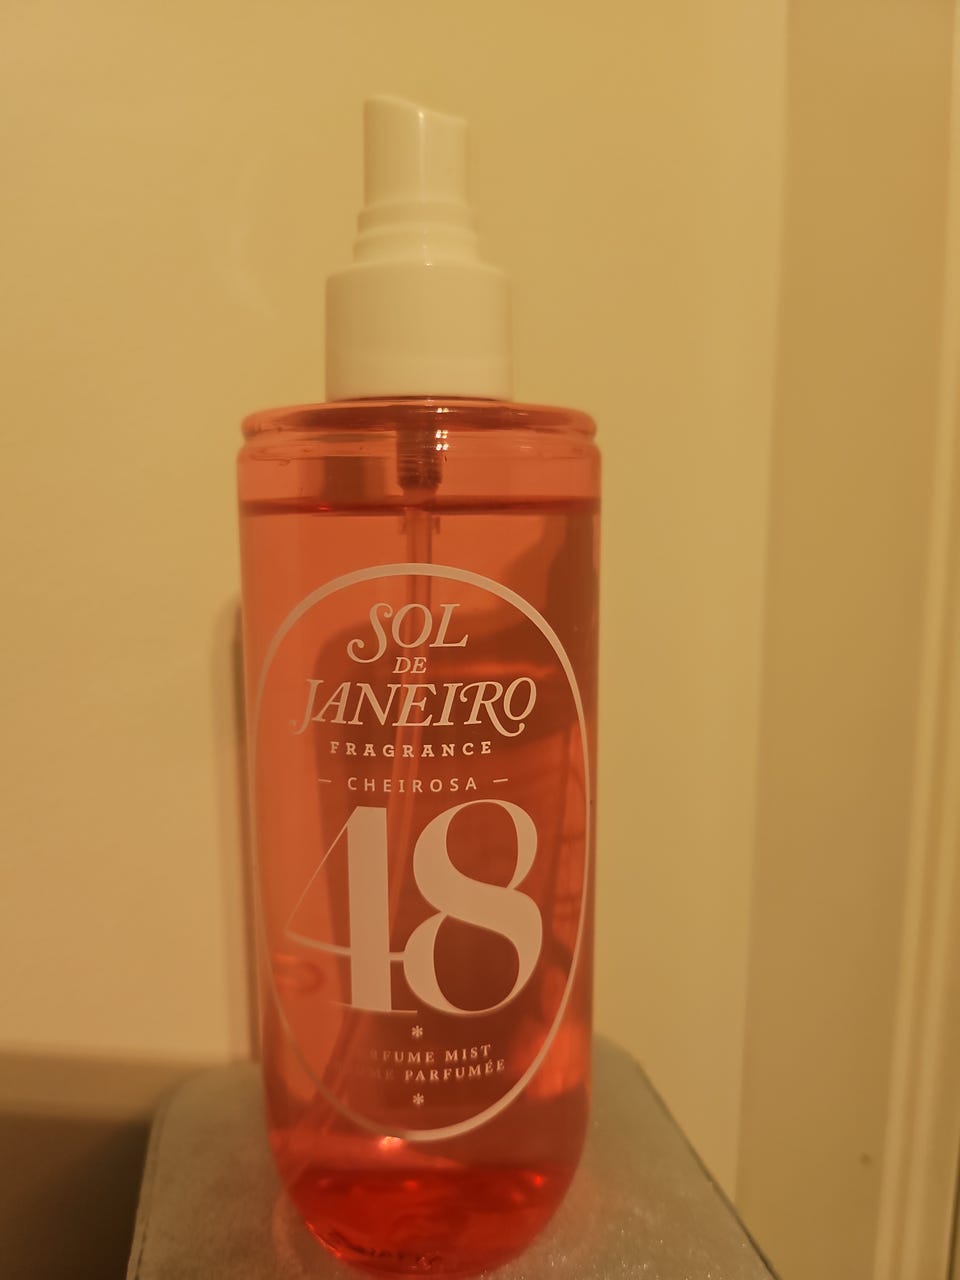 SOL
DE
JANEIRO
FRAGRANCE
— CHEIROSA —
48
*
MIST
PARFUMÉE
*